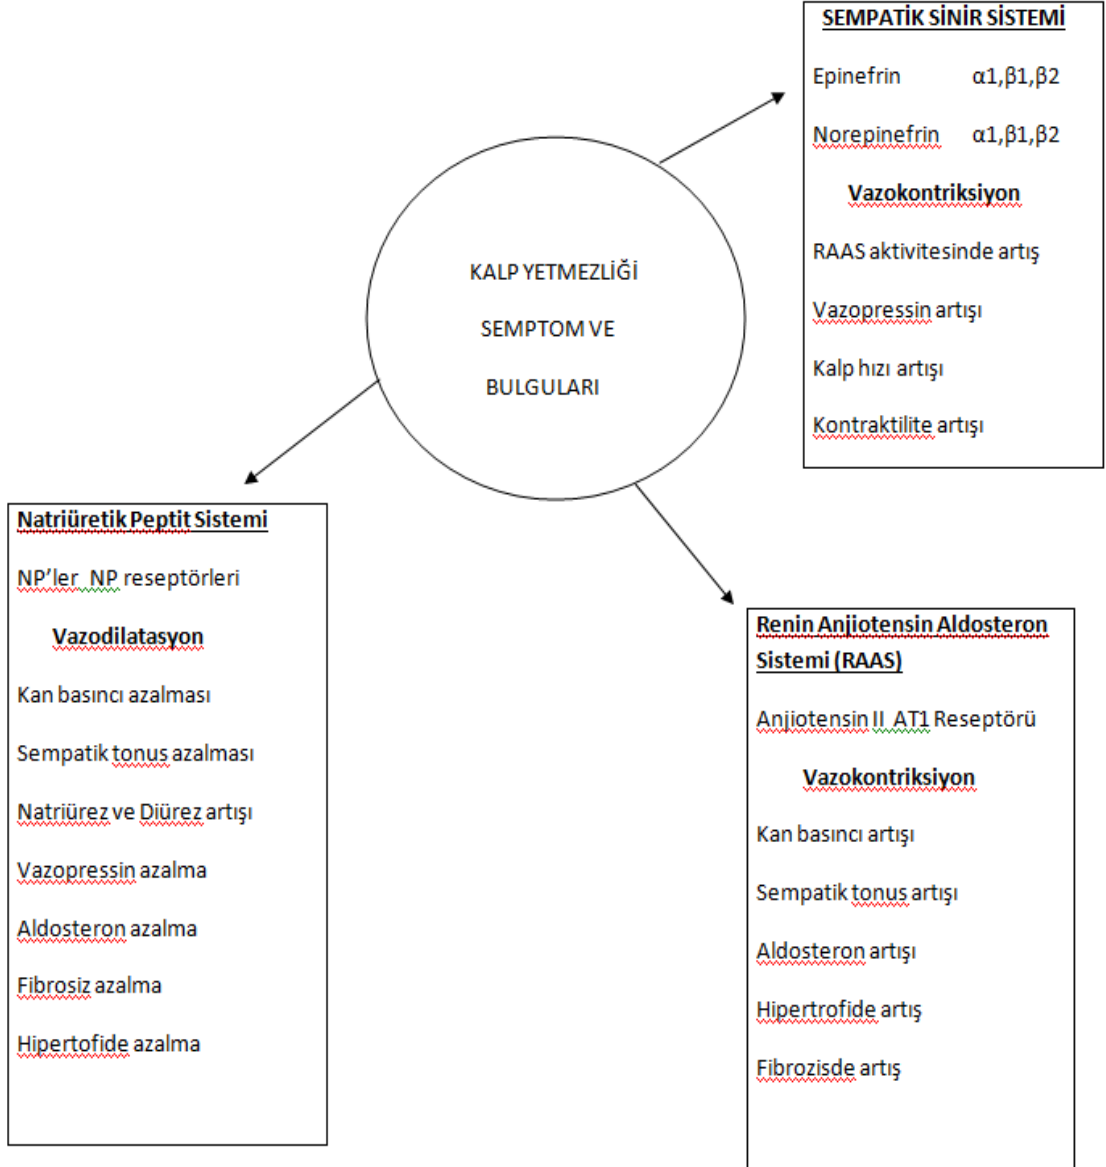 SEMPATİK SİNİR SİSTEMİ
Epinefrin α1,β1,β2
Norepinefrin α1,β1,β2
Vazokontriksiyon
RAAS aktivitesinde artış
Vazopressin artışı
Kalp hızı artışı
Kontraktilite artışı
KALP YETMEZLİĞİ
SEMPTOM VE
BULGULARI
Natriüretik Peptit Sistemi
NP’ler NP reseptörleri
Vazodilatasyon
Kan basıncı azalması
Sempatik tonus azalması
Natriürez ve Diürez artışı
Vazopressin azalma
Aldosteron azalma
Fibrosiz azalma
Hipertofide azalma
Renin Anjiotensin Aldosteron
Sistemi (RAAS)
Anjiotensin II AT1 Reseptörü
Vazokontriksiyon
Kan basıncı artışı
Sempatik tonus artışı
Aldosteron artışı
Hipertrofide artış
Fibrozisde artış